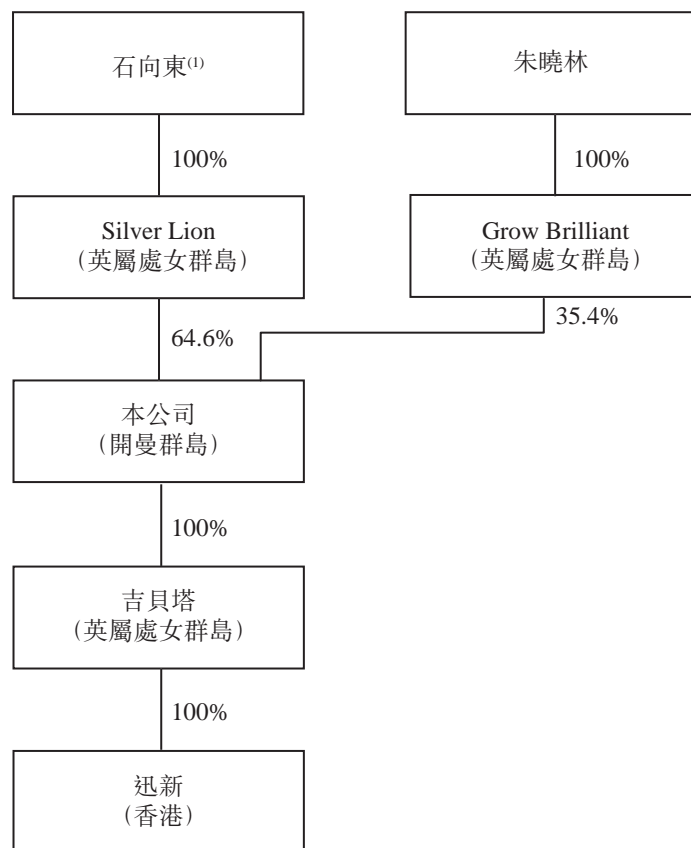 石向東(1)
朱曉林
100%
100%
Silver Lion
(英屬處女群島)
Grow Brilliant
(英屬處女群島)
64.6%
35.4%
本公司
(開曼群島)
100%
吉貝塔
(英屬處女群島)
100%
迅新
(香港)